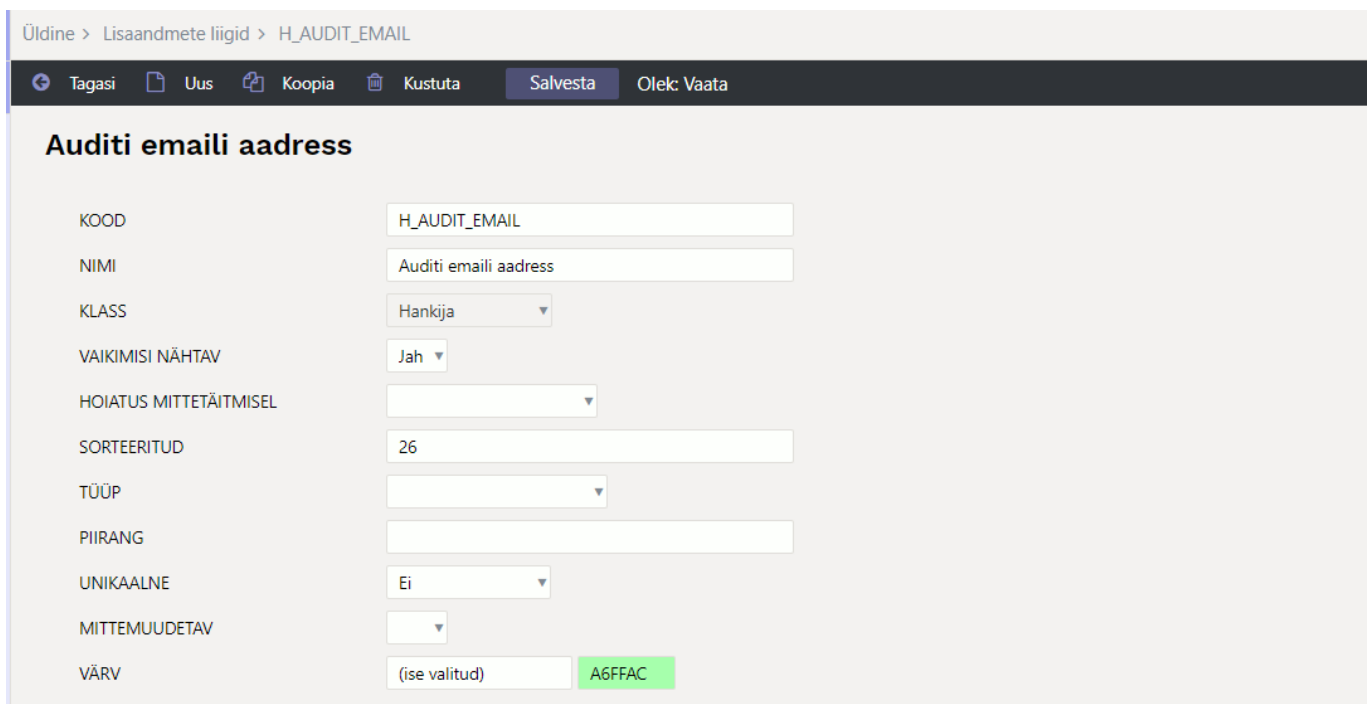 Üldine > Lisaandmete liigid > H_AUDIT_EMAIL
Tagasi Uus Koopia Kustuta Salvesta Olek: Vaata
Auditi emaili aadress
KOOD H_AUDIT_EMAIL
NIMI Auditi emaili aadress
KLASS Hankija
VAIKIMISI NÄHTAV Jah
HOIATUS MITTETÄITMISEL
SORTEERITUD 26
TÜÜP
PIIRANG
UNIKAALNE Ei
MITTEMUUDETAV
VÄRV (ise valitud) A6FFAC